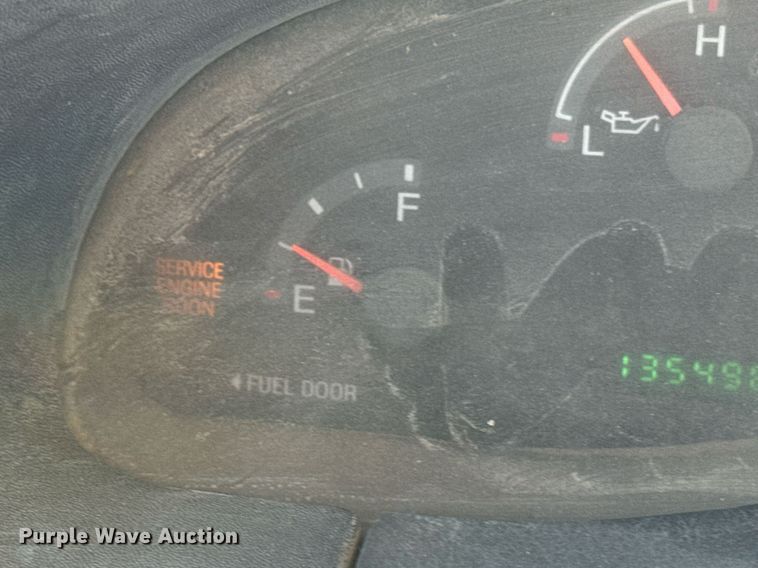 H
L
F
E
SERVICE
ENGINE
SOON
FUEL DOOR
Purple Wave Auction